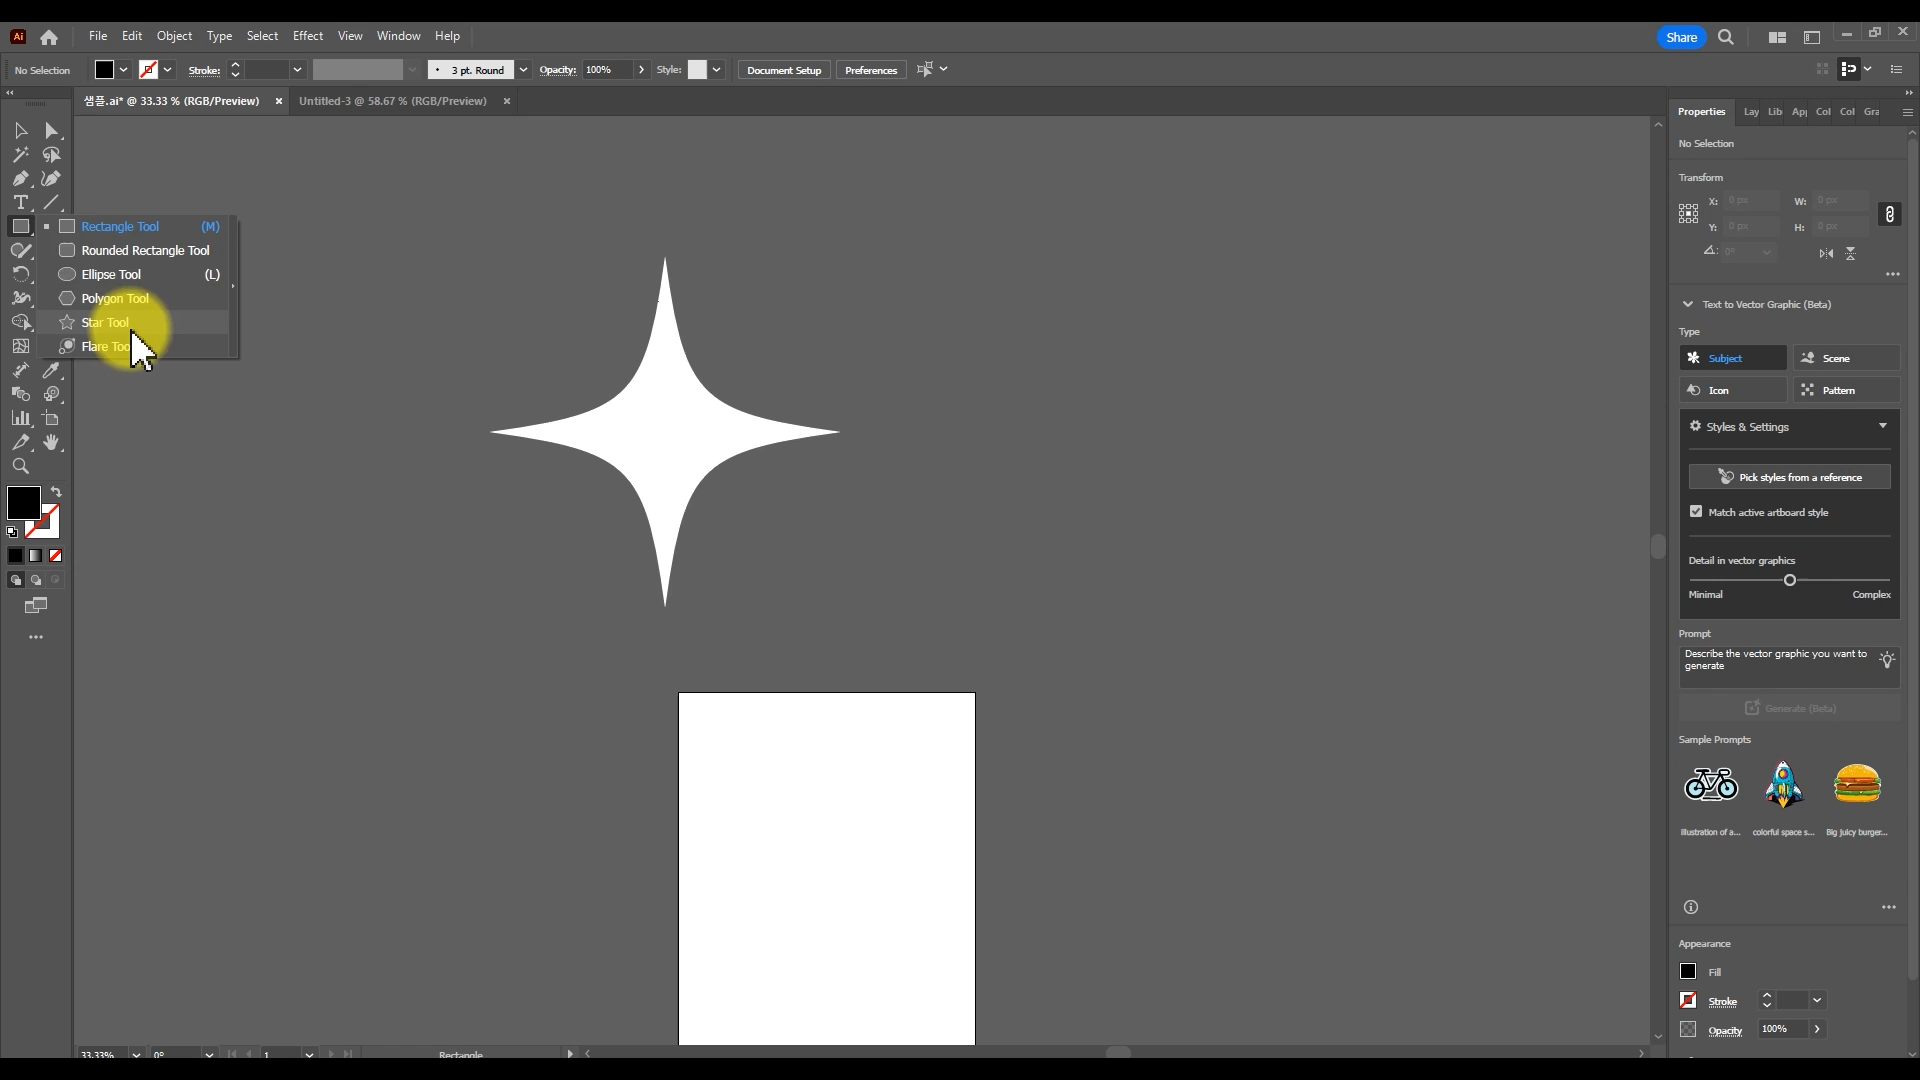 Ai File Edit Object Type Select Effect View Window Help Share
No Selection Stroke: 3 pt. Round Opacity: 100% Style: Document Setup Preferences
샘플.ai* @ 33.33 % (RGB/Preview) × Untitled-3 @ 58.67 % (RGB/Preview) ×
Rectangle Tool (M)
Rounded Rectangle Tool
Ellipse Tool (L)
Polygon Tool
Star Tool
Flare Too
33.33% 0° 1 Rectangle
Properties Lay Lib Col Col Gra
No Selection
Transform
X: 0 px W: 0 px
Y: 0 px H: 0 px
0°
Text to Vector Graphic (Beta)
Type
Subject Scene
Icon Pattern
Styles & Settings
Pick styles from a reference
Match active artboard style
Detail in vector graphics
Minimal Complex
Prompt
Describe the vector graphic you want to
generate
Generate (Beta)
Sample Prompts
Illustration of a... colorful space s... Big juicy burger...
Appearance
Fill
Stroke
Opacity 100%